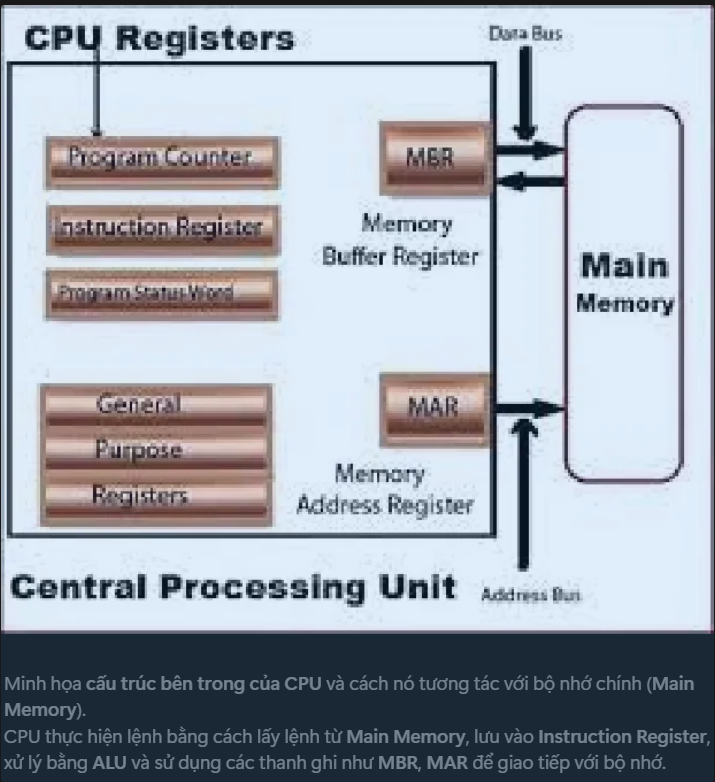 CPU Registers
Data Bus
Program Counter
MBR
Instruction Register
Memory
Buffer Register
Main
Memory
Program Status Word
General
Purpose
Registers
MAR
Memory
Address Register
Central Processing Unit
Address Bus
Minh họa cấu trúc bên trong của CPU và cách nó tương tác với bộ nhớ chính (Main
Memory).
CPU thực hiện lệnh bằng cách lấy lệnh từ Main Memory, lưu vào Instruction Register,
xử lý bằng ALU và sử dụng các thanh ghi như MBR, MAR để giao tiếp với bộ nhớ.